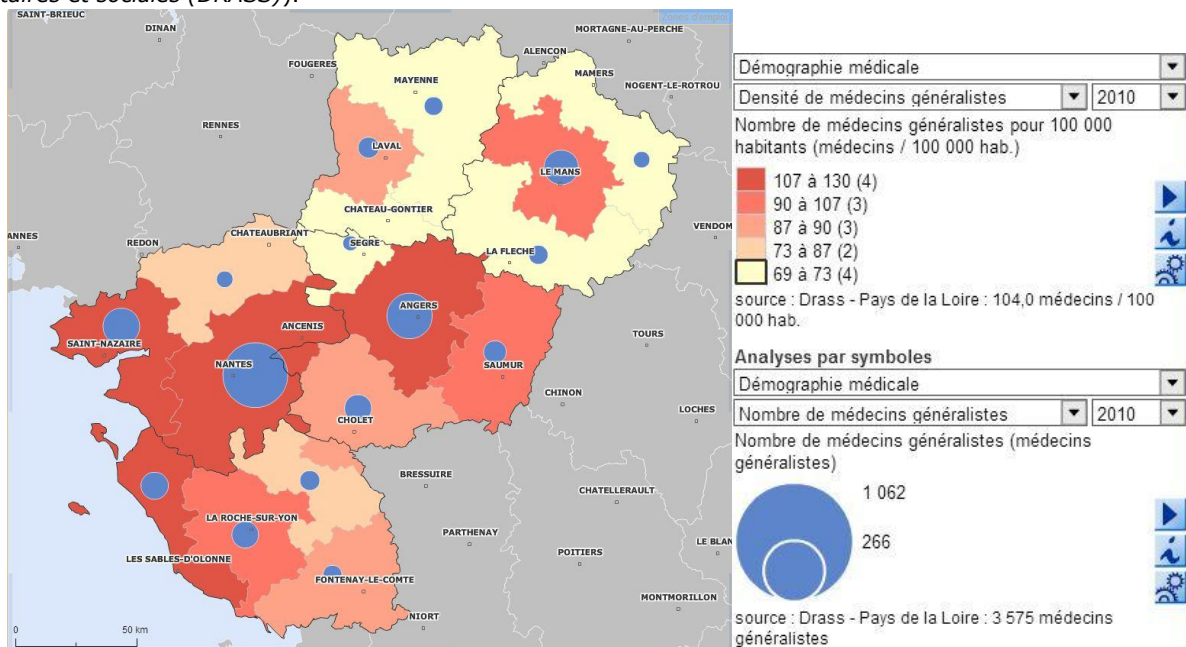 taires et sociales (DRASS)).
SAINT-BRIEUC
DINAN
Zones d'emploi
MORTAGNE-AU-PERCHE
ALENCON
FOUGERES
MAYENNE
MAMERS
NOGENT-LE-ROTROU
RENNES
LAVAL
LE MANS
CHATEAU-GONTIER
VENDOM
ANNES
REDON
CHATEAUBRIANT
SEGRE
LA FLECHE
ANGERS
ANCENIS
TOURS
SAINT-NAZAIRE
NANTES
SAUMUR
CHINON
LOCHES
CHOLET
BRESSUIRE
CHATELLERAULT
LA ROCHE-SUR-YON
PARTHENAY
LE BLAN
POITIERS
LES SABLES-D'OLONNE
FONTENAY-LE-COMTE
MONTMORILLON
NIORT
0 50 km
Démographie médicale
Densité de médecins généralistes 2010
Nombre de médecins généralistes pour 100 000
habitants (médecins / 100 000 hab.)
107 à 130 (4)
90 à 107 (3)
87 à 90 (3)
73 à 87 (2)
69 à 73 (4)
source : Drass - Pays de la Loire : 104,0 médecins / 100
000 hab.
Analyses par symboles
Démographie médicale
Nombre de médecins généralistes 2010
Nombre de médecins généralistes (médecins
généralistes)
1 062
266
source : Drass - Pays de la Loire : 3 575 médecins
généralistes